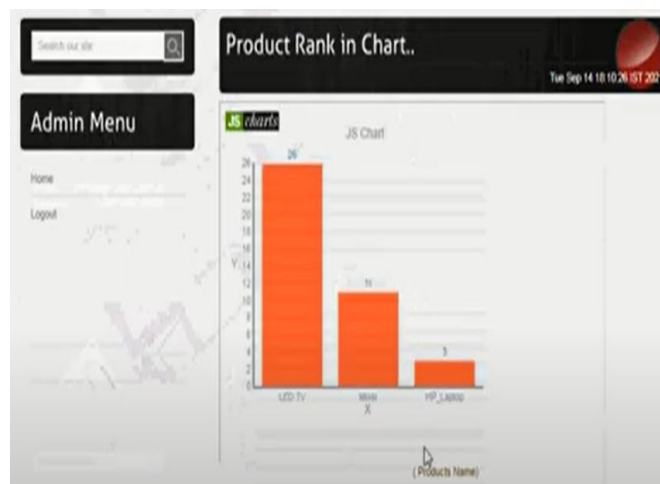 Search our site
Product Rank in Chart..
Tue Sep 14 18:10:26 IST 202
Admin Menu
Home
Logout
JS charts
JS Chart
26
26
24
22
20
18
16
Y
14
12
11
10
8
6
4
3
2
0
LCD TV
HP_Laptop
X
( Products Name)